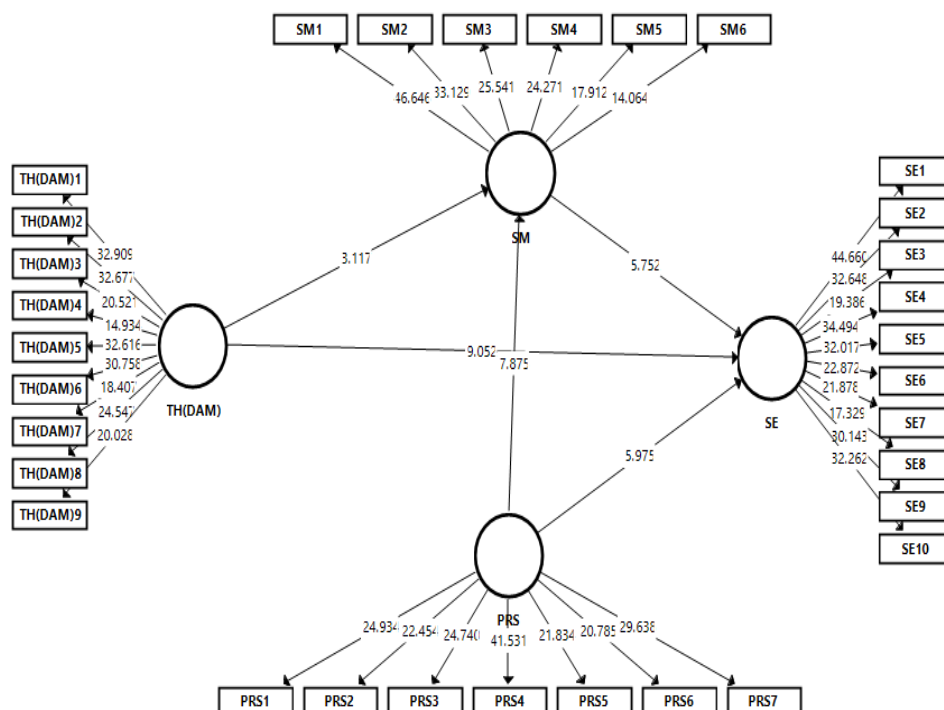 SM1 SM2 SM3 SM4 SM5 SM6
46.646 33.129 25.541 24.271 17.912 14.064
SM
TH(DAM)1
TH(DAM)2
TH(DAM)3
TH(DAM)4
TH(DAM)5
TH(DAM)6
TH(DAM)7
TH(DAM)8
TH(DAM)9
32.909
32.677
20.521
14.934
32.616
30.758
18.407
24.547
20.028
TH(DAM)
3.117
5.752
9.052
7.875
5.975
SE
44.660
32.648
19.386
34.494
32.017
22.872
21.878
17.329
30.143
32.262
SE1
SE2
SE3
SE4
SE5
SE6
SE7
SE8
SE9
SE10
PRS
24.934 22.454 24.740 41.531 21.834 20.785 29.638
PRS1 PRS2 PRS3 PRS4 PRS5 PRS6 PRS7